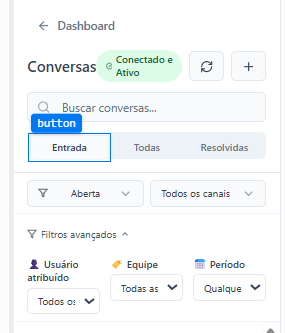 Dashboard
Conversas
Conectado e
Ativo
Buscar conversas...
button
Entrada Todas Resolvidas
Aberta Todos os canais
Filtros avançados
Usuário
atribuído
Equipe
Período
Todos os
Todas as
Qualque